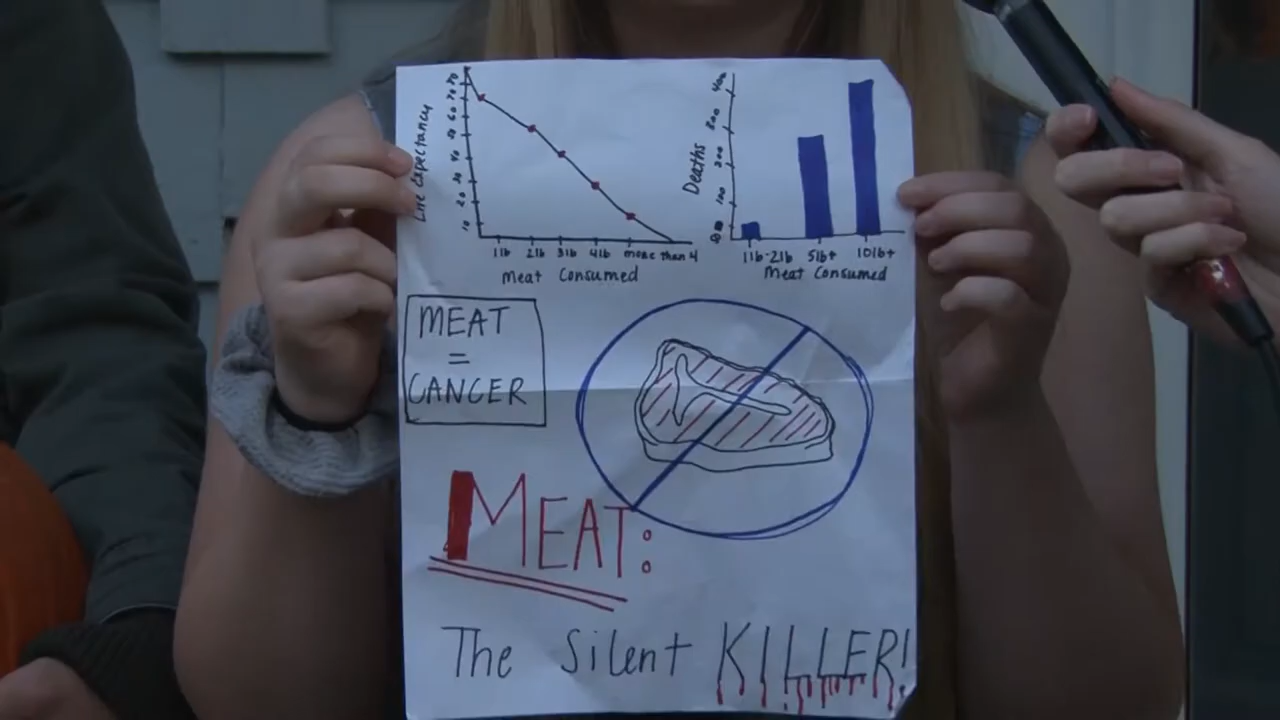 Life Expectancy
80
70
60
50
40
30
20
10
1lb 2lb 3lb 4lb more than 4
Meat Consumed
Deaths
400
300
200
100
1lb-2lb 5lb+ 10lb+
Meat Consumed
MEAT
=
CANCER
MEAT:
The Silent KILLER!